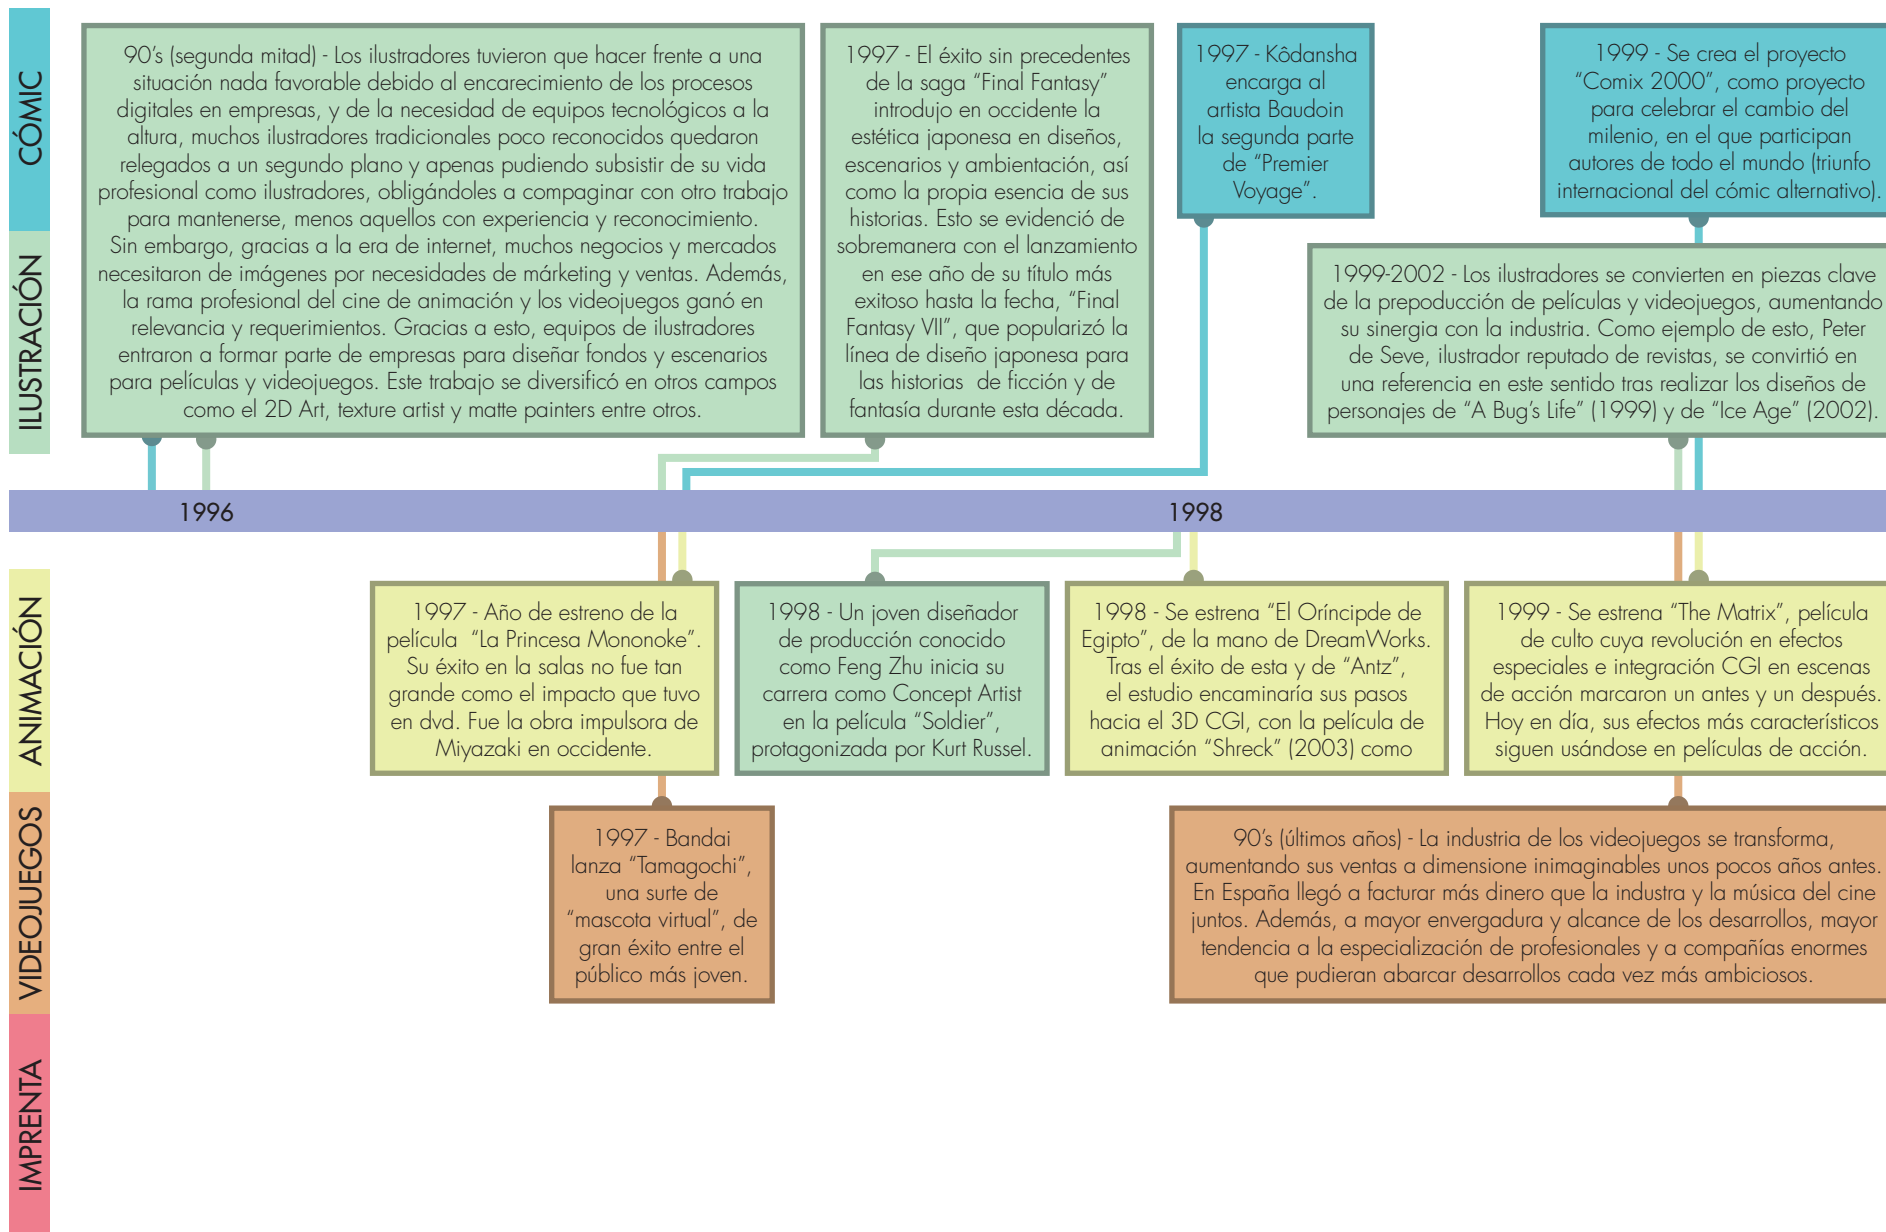 CÓMIC
ILUSTRACIÓN
90's (segunda mitad) - Los ilustradores tuvieron que hacer frente a una
situación nada favorable debido al encarecimiento de los procesos
digitales en empresas, y de la necesidad de equipos tecnológicos a la
altura, muchos ilustradores tradicionales poco reconocidos quedaron
relegados a un segundo plano y apenas pudiendo subsistir de su vida
profesional como ilustradores, obligándoles a compaginar con otro trabajo
para mantenerse, menos aquellos con experiencia y reconocimiento.
Sin embargo, gracias a la era de internet, muchos negocios y mercados
necesitaron de imágenes por necesidades de márketing y ventas. Además,
la rama profesional del cine de animación y los videojuegos ganó en
relevancia y requerimientos. Gracias a esto, equipos de ilustradores
entraron a formar parte de empresas para diseñar fondos y escenarios
para películas y videojuegos. Este trabajo se diversificó en otros campos
como el 2D Art, texture artist y matte painters entre otros.
1997 - El éxito sin precedentes
de la saga “Final Fantasy”
introdujo en occidente la
estética japonesa en diseños,
escenarios y ambientación, así
como la propia esencia de sus
historias. Esto se evidenció de
sobremanera con el lanzamiento
en ese año de su título más
exitoso hasta la fecha, “Final
Fantasy VII”, que popularizó la
línea de diseño japonesa para
las historias de ficción y de
fantasía durante esta década.
1997 - Kôdansha
encarga al
artista Baudoin
la segunda parte
de “Premier
Voyage”.
1999 - Se crea el proyecto
“Comix 2000”, como proyecto
para celebrar el cambio del
milenio, en el que participan
autores de todo el mundo (triunfo
internacional del cómic alternativo).
1999-2002 - Los ilustradores se convierten en piezas clave
de la prepoducción de películas y videojuegos, aumentando
su sinergia con la industria. Como ejemplo de esto, Peter
de Seve, ilustrador reputado de revistas, se convirtió en
una referencia en este sentido tras realizar los diseños de
personajes de “A Bug's Life” (1999) y de “Ice Age” (2002).
1996
1998
ANIMACIÓN
VIDEOJUEGOS
IMPRENTA
1997 - Año de estreno de la
película “La Princesa Mononoke”.
Su éxito en la salas no fue tan
grande como el impacto que tuvo
en dvd. Fue la obra impulsora de
Miyazaki en occidente.
1998 - Un joven diseñador
de producción conocido
como Feng Zhu inicia su
carrera como Concept Artist
en la película “Soldier”,
protagonizada por Kurt Russel.
1998 - Se estrena “El Oríncipde de
Egipto”, de la mano de DreamWorks.
Tras el éxito de esta y de “Antz”,
el estudio encaminaría sus pasos
hacia el 3D CGI, con la película de
animación “Shreck” (2003) como
1999 - Se estrena “The Matrix”, película
de culto cuya revolución en efectos
especiales e integración CGI en escenas
de acción marcaron un antes y un después.
Hoy en día, sus efectos más característicos
siguen usándose en películas de acción.
1997 - Bandai
lanza “Tamagochi”,
una surte de
“mascota virtual”, de
gran éxito entre el
público más joven.
90's (últimos años) - La industria de los videojuegos se transforma,
aumentando sus ventas a dimensione inimaginables unos pocos años antes.
En España llegó a facturar más dinero que la industra y la música del cine
juntos. Además, a mayor envergadura y alcance de los desarrollos, mayor
tendencia a la especialización de profesionales y a compañías enormes
que pudieran abarcar desarrollos cada vez más ambiciosos.